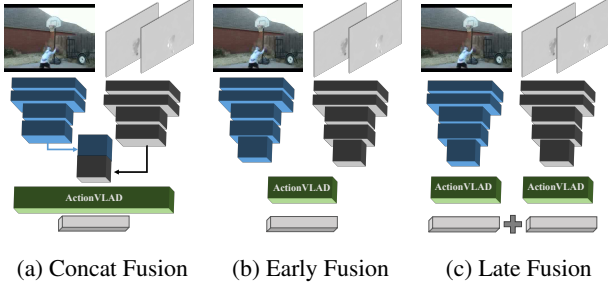 ActionVLAD
ActionVLAD
ActionVLAD
ActionVLAD
(a) Concat Fusion
(b) Early Fusion
(c) Late Fusion